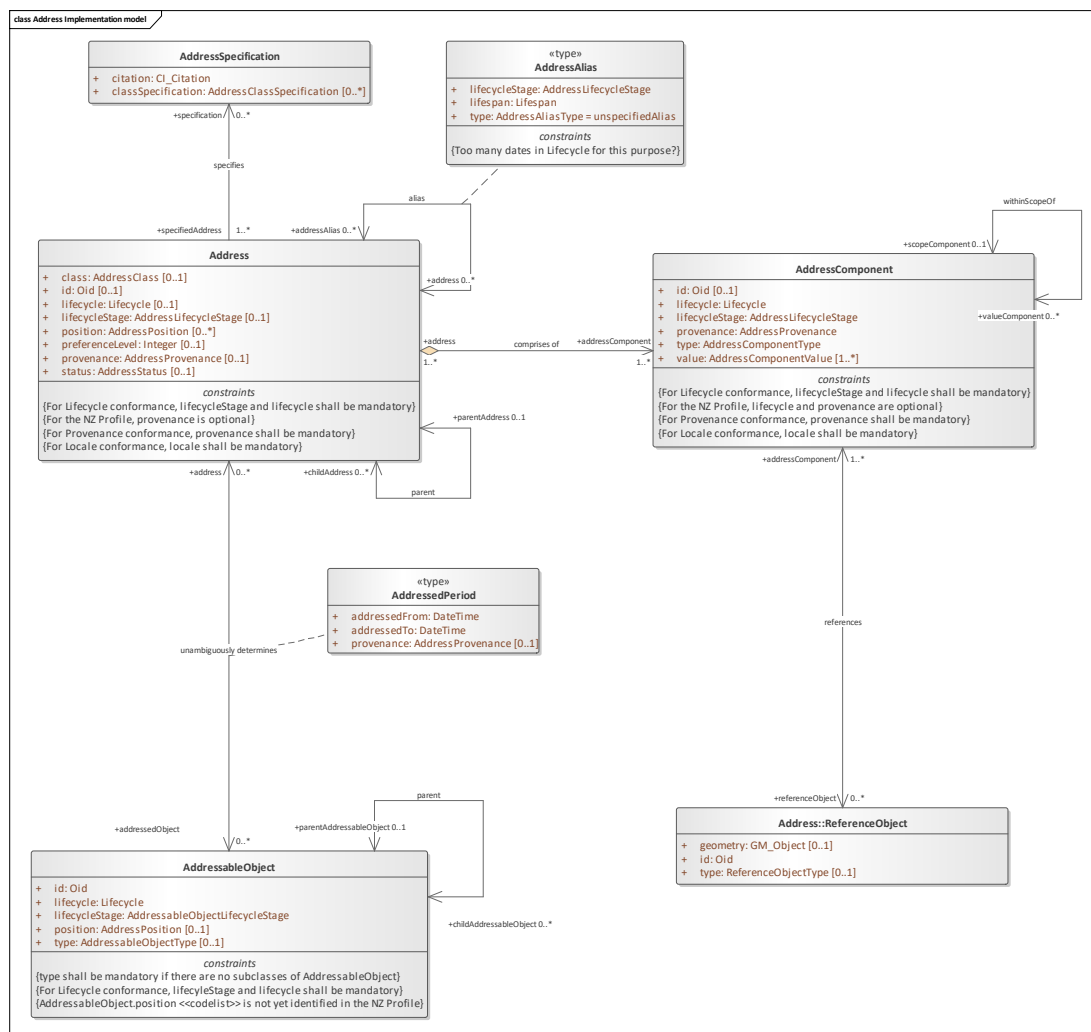 class Address Implementation model
AddressSpecification
+ citation: CI_Citation
+ classSpecification: AddressClassSpecification [0..*]
«type»
AddressAlias
+ lifecycleStage: AddressLifecycleStage
+ lifespan: Lifespan
+ type: AddressAliasType = unspecifiedAlias
constraints
{Too many dates in Lifecycle for this purpose?}
+specification 0..*
specifies
+specifiedAddress 1..*
alias
+addressAlias 0..*
+address 0..*
Address
+ class: AddressClass [0..1]
+ id: Oid [0..1]
+ lifecycle: Lifecycle [0..1]
+ lifecycleStage: AddressLifecycleStage [0..1]
+ position: AddressPosition [0..*]
+ preferenceLevel: Integer [0..1]
+ provenance: AddressProvenance [0..1]
+ status: AddressStatus [0..1]
constraints
{For Lifecycle conformance, lifecycleStage and lifecycle shall be mandatory}
{For the NZ Profile, provenance is optional}
{For Provenance conformance, provenance shall be mandatory}
{For Locale conformance, locale shall be mandatory}
+address
1..*
comprises of
+addressComponent
1..*
withinScopeOf
+scopeComponent 0..1
+valueComponent 0..*
AddressComponent
+ id: Oid [0..1]
+ lifecycle: Lifecycle
+ lifecycleStage: AddressLifecycleStage
+ provenance: AddressProvenance
+ type: AddressComponentType
+ value: AddressComponentValue [1..*]
constraints
{For Lifecycle conformance, lifecycleStage and lifecycle shall be mandatory}
{For the NZ Profile, lifecycle and provenance are optional}
{For Provenance conformance, provenance shall be mandatory}
{For Locale conformance, locale shall be mandatory}
+parentAddress 0..1
+childAddress 0..*
parent
+address 0..*
+addressComponent 1..*
«type»
AddressedPeriod
+ addressedFrom: DateTime
+ addressedTo: DateTime
+ provenance: AddressProvenance [0..1]
unambiguously determines
references
+referenceObject 0..*
Address::ReferenceObject
+ geometry: GM_Object [0..1]
+ id: Oid
+ type: ReferenceObjectType [0..1]
parent
+parentAddressableObject 0..1
+addressedObject
0..*
+childAddressableObject 0..*
AddressableObject
+ id: Oid
+ lifecycle: Lifecycle
+ lifecycleStage: AddressableObjectLifecycleStage
+ position: AddressPosition [0..1]
+ type: AddressableObjectType [0..1]
constraints
{type shall be mandatory if there are no subclasses of AddressableObject}
{For Lifecycle conformance, lifecyleStage and lifecycle shall be mandatory}
{AddressableObject.position <<codelist>> is not yet identified in the NZ Profile}